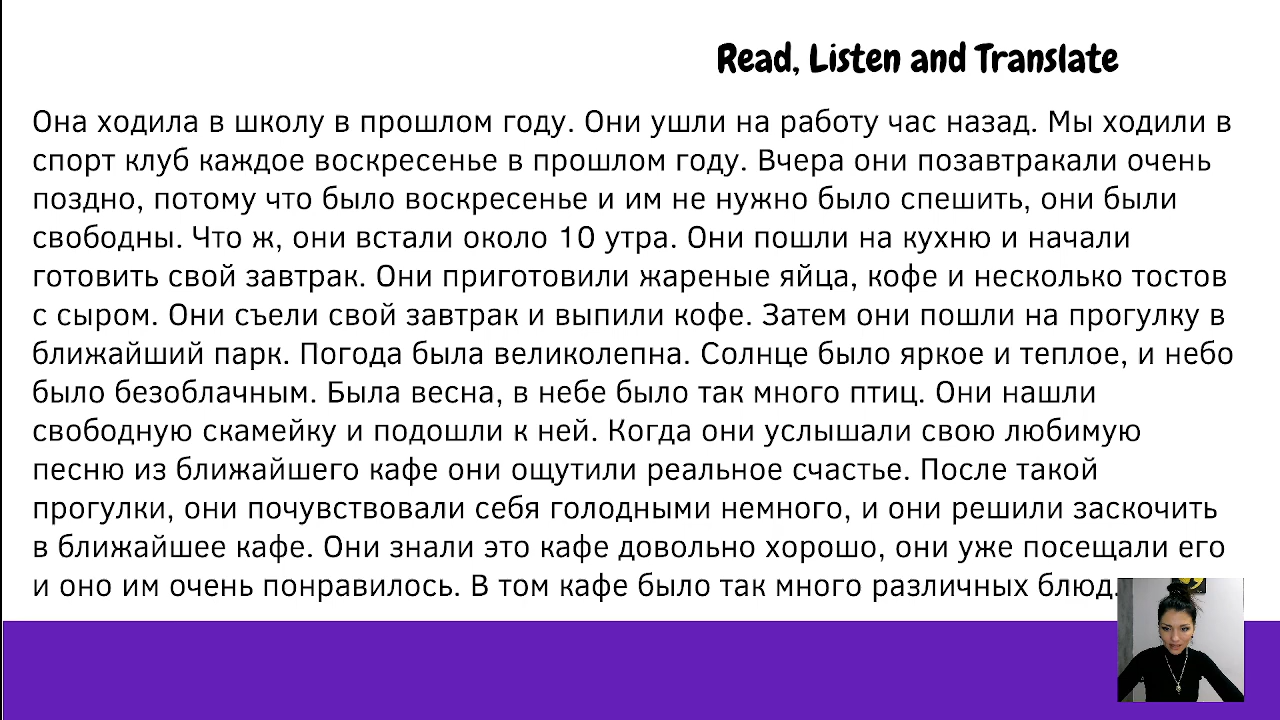 Read, Listen and Translate
Она ходила в школу в прошлом году. Они ушли на работу час назад. Мы ходили в
спорт клуб каждое воскресенье в прошлом году. Вчера они позавтракали очень
поздно, потому что было воскресенье и им не нужно было спешить, они были
свободны. Что ж, они встали около 10 утра. Они пошли на кухню и начали
готовить свой завтрак. Они приготовили жареные яйца, кофе и несколько тостов
с сыром. Они съели свой завтрак и выпили кофе. Затем они пошли на прогулку в
ближайший парк. Погода была великолепна. Солнце было яркое и теплое, и небо
было безоблачным. Была весна, в небе было так много птиц. Они нашли
свободную скамейку и подошли к ней. Когда они услышали свою любимую
песню из ближайшего кафе они ощутили реальное счастье. После такой
прогулки, они почувствовали себя голодными немного, и они решили заскочить
в ближайшее кафе. Они знали это кафе довольно хорошо, они уже посещали его
и оно им очень понравилось. В том кафе было так много различных блюд.